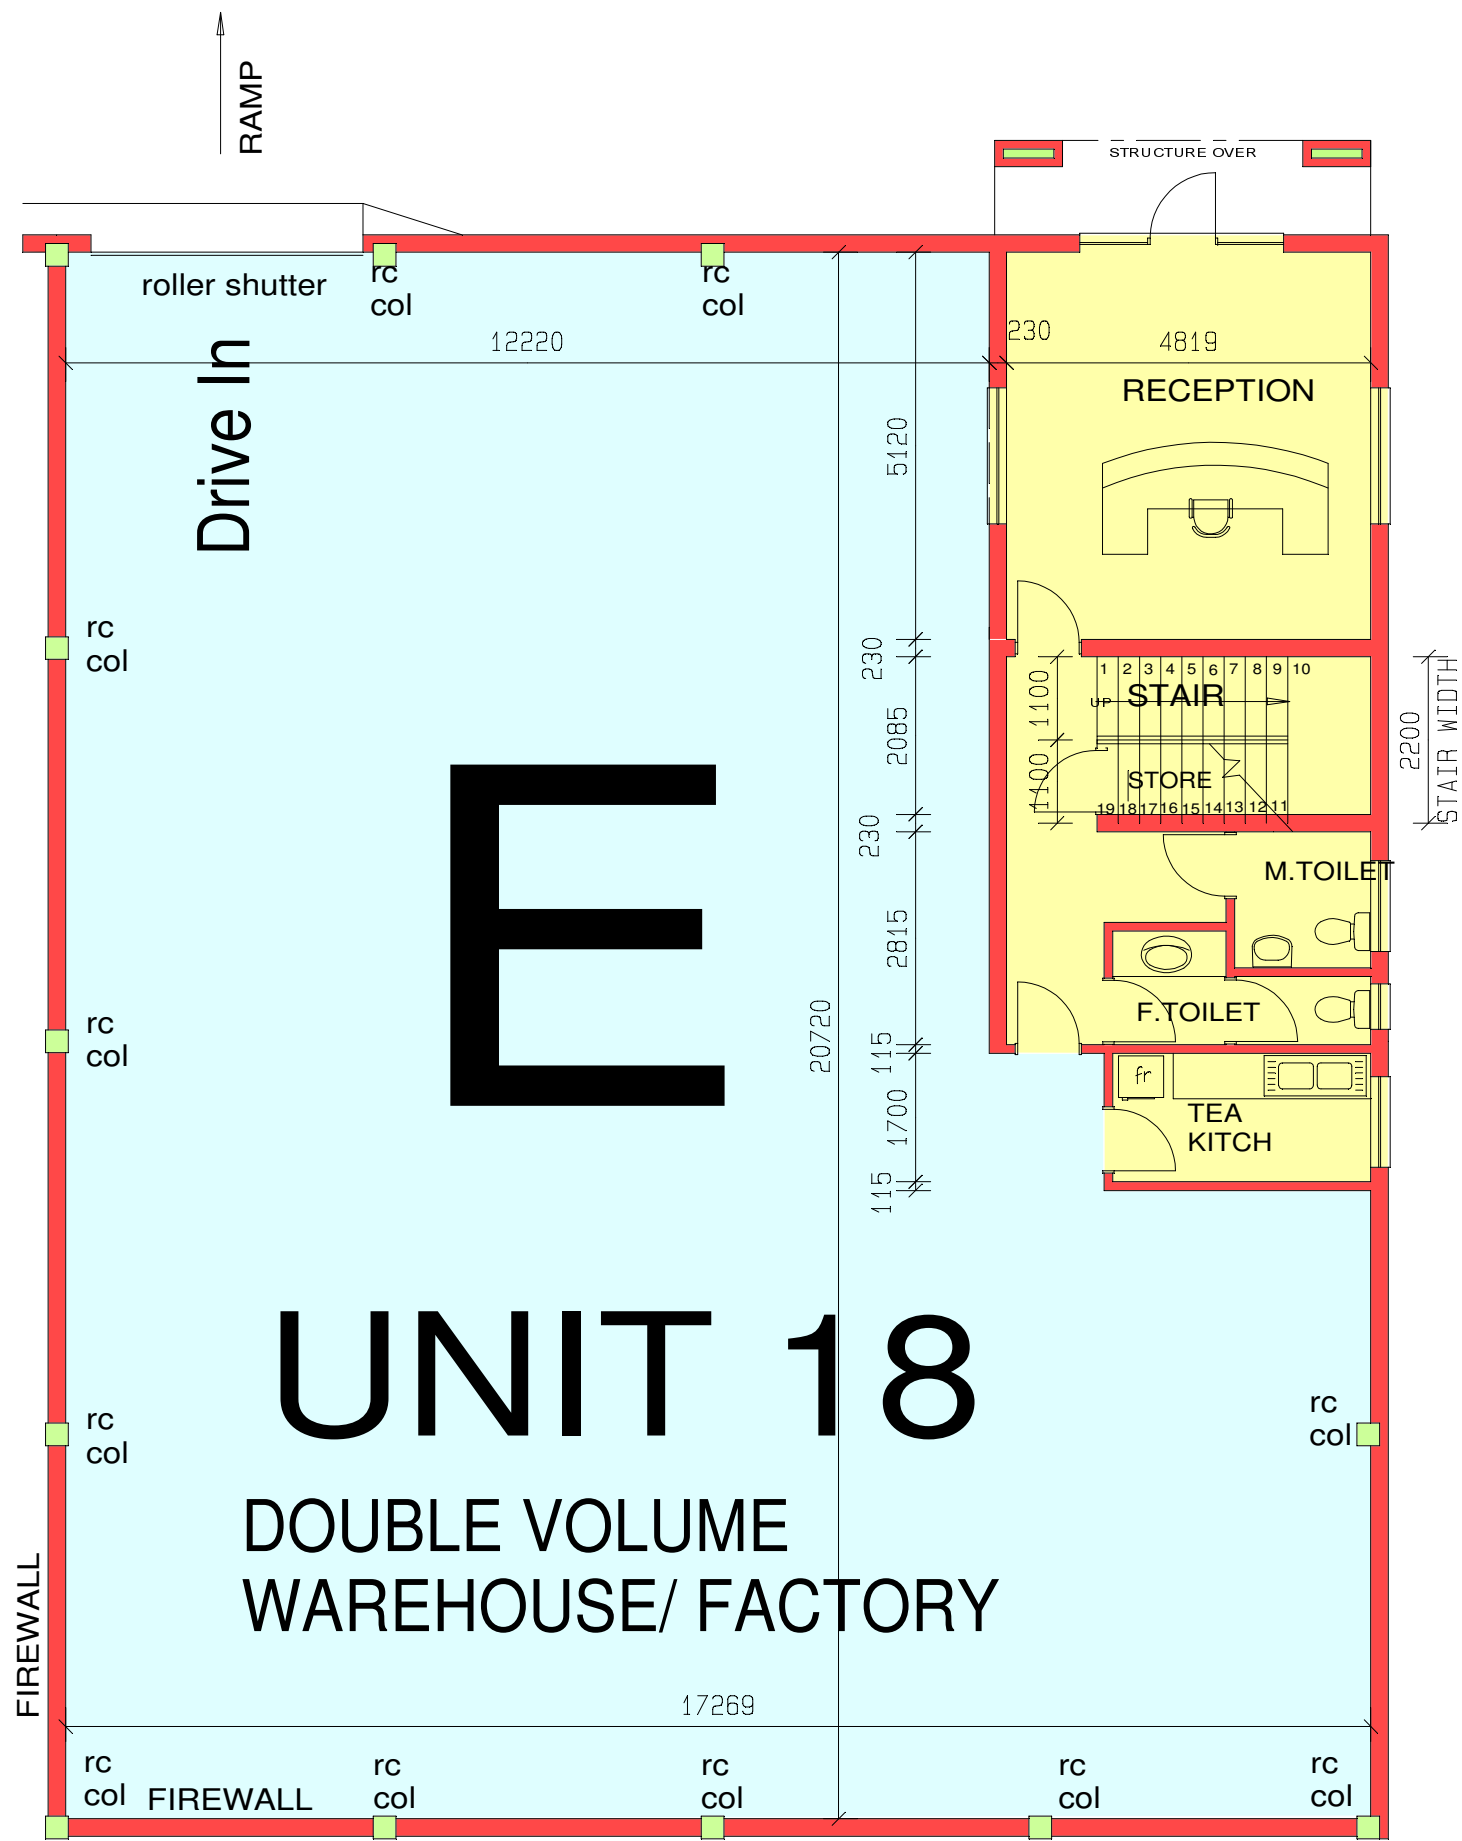 RAMP
STRUCTURE OVER
roller shutter
rc
col
rc
col
12220
230
4819
Drive In
RECEPTION
5120
rc
col
230
1 2 3 4 5 6 7 8 9 10
1100
UP
STAIR
2085
2200
STAIR WIDTH
1100
STORE
19 18 17 16 15 14 13 12 11
230
M.TOILET
E
2815
rc
col
F.TOILET
20720
115
fr
1700
TEA
KITCH
115
UNIT 18
rc
col
rc
col
DOUBLE VOLUME
WAREHOUSE/ FACTORY
FIREWALL
17269
rc
col
FIREWALL
rc
col
rc
col
rc
col
rc
col